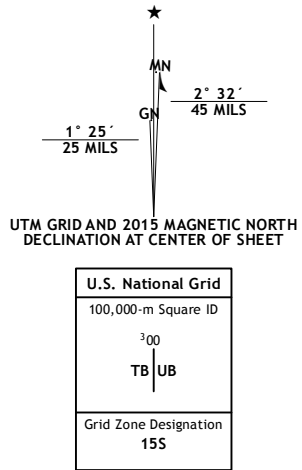 ★
MN
GN
2° 32´
45 MILS
1° 25´
25 MILS
UTM GRID AND 2015 MAGNETIC NORTH
DECLINATION AT CENTER OF SHEET
U.S. National Grid
100,000-m Square ID
³00
TB UB
Grid Zone Designation
15S